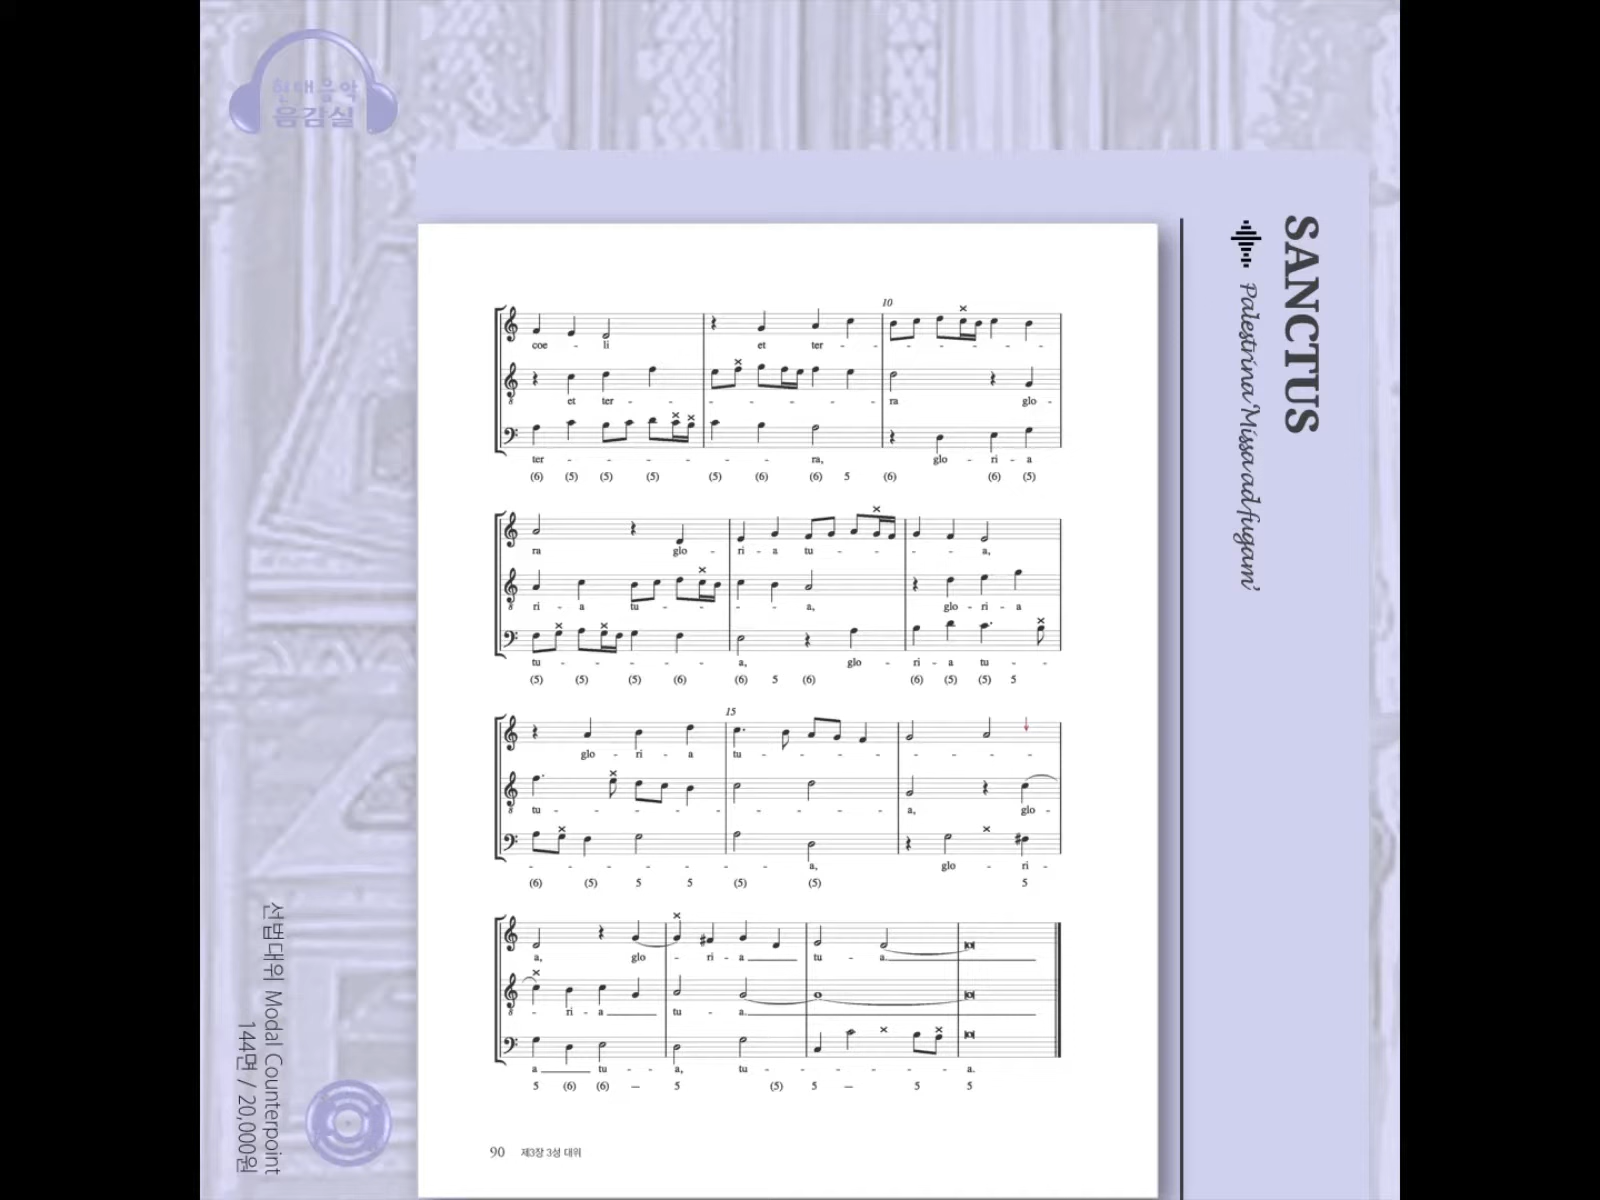 현대음악
음감실
SANCTUS
Palestrina 'Missa ad fugam'
10
coe - li et ter - - - - - -
et ter - - - - - - - - ra glo -
ter - - - - - ra, glo - ri - a
(6) (5) (5) (5) (5) (6) (6) 5 (6) (6) (5)
ra glo - ri - a tu - - - a,
ri - a tu - - - - a, glo - ri - a
tu - - - - a, glo - ri - a tu - -
(5) (5) (5) (6) (6) 5 (6) (6) (5) (5) 5
15
glo - ri - a tu - - - - - - -
tu - - - - - - - a, glo -
- - - - - - - - a, glo - ri -
(6) (5) 5 5 (5) (5) 5
a, glo - ri - a tu - a.
- ri - a tu - a.
a tu - a, tu - - - - a.
5 (6) (6) — 5 (5) 5 — 5 5
90 제3장 3성 대위
선법대위 Modal Counterpoint
144면 / 20,000원